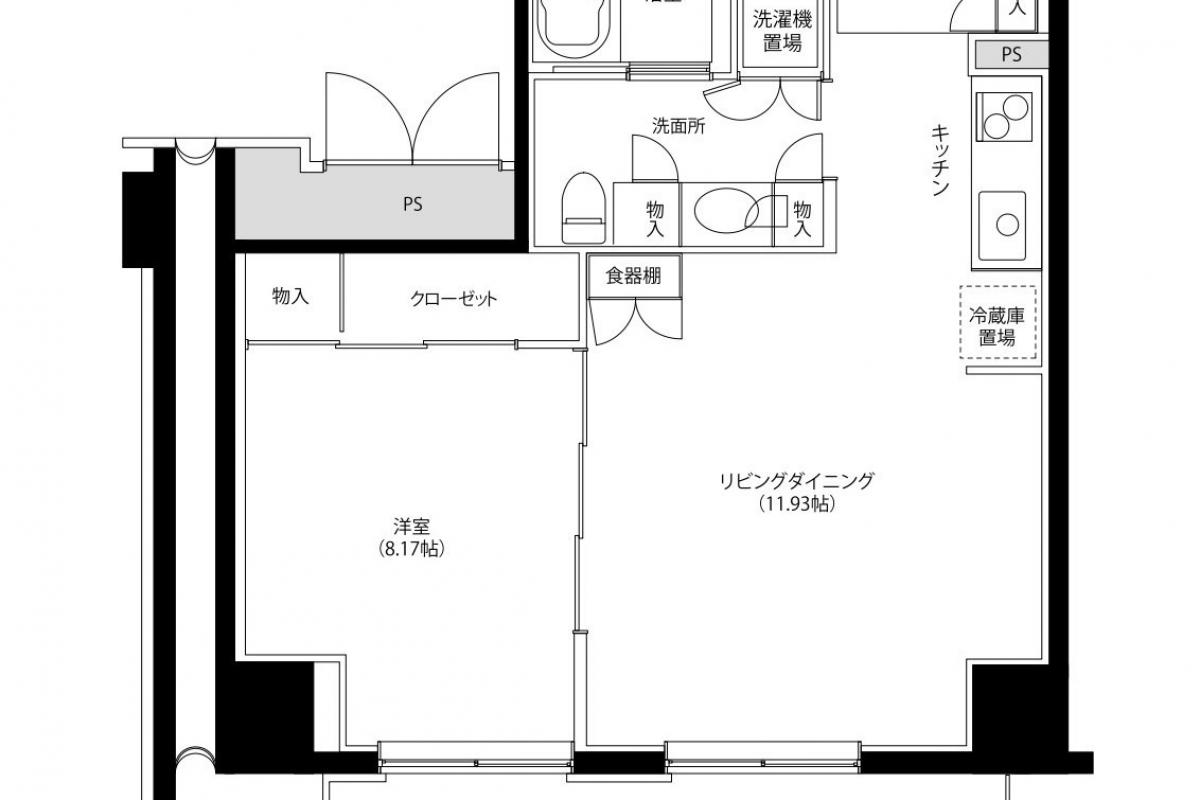 洗濯機
置場
入
PS
洗面所
キッチン
PS
物入
物入
食器棚
物入
クローゼット
冷蔵庫
置場
リビングダイニング
(11.93帖)
洋室
(8.17帖)